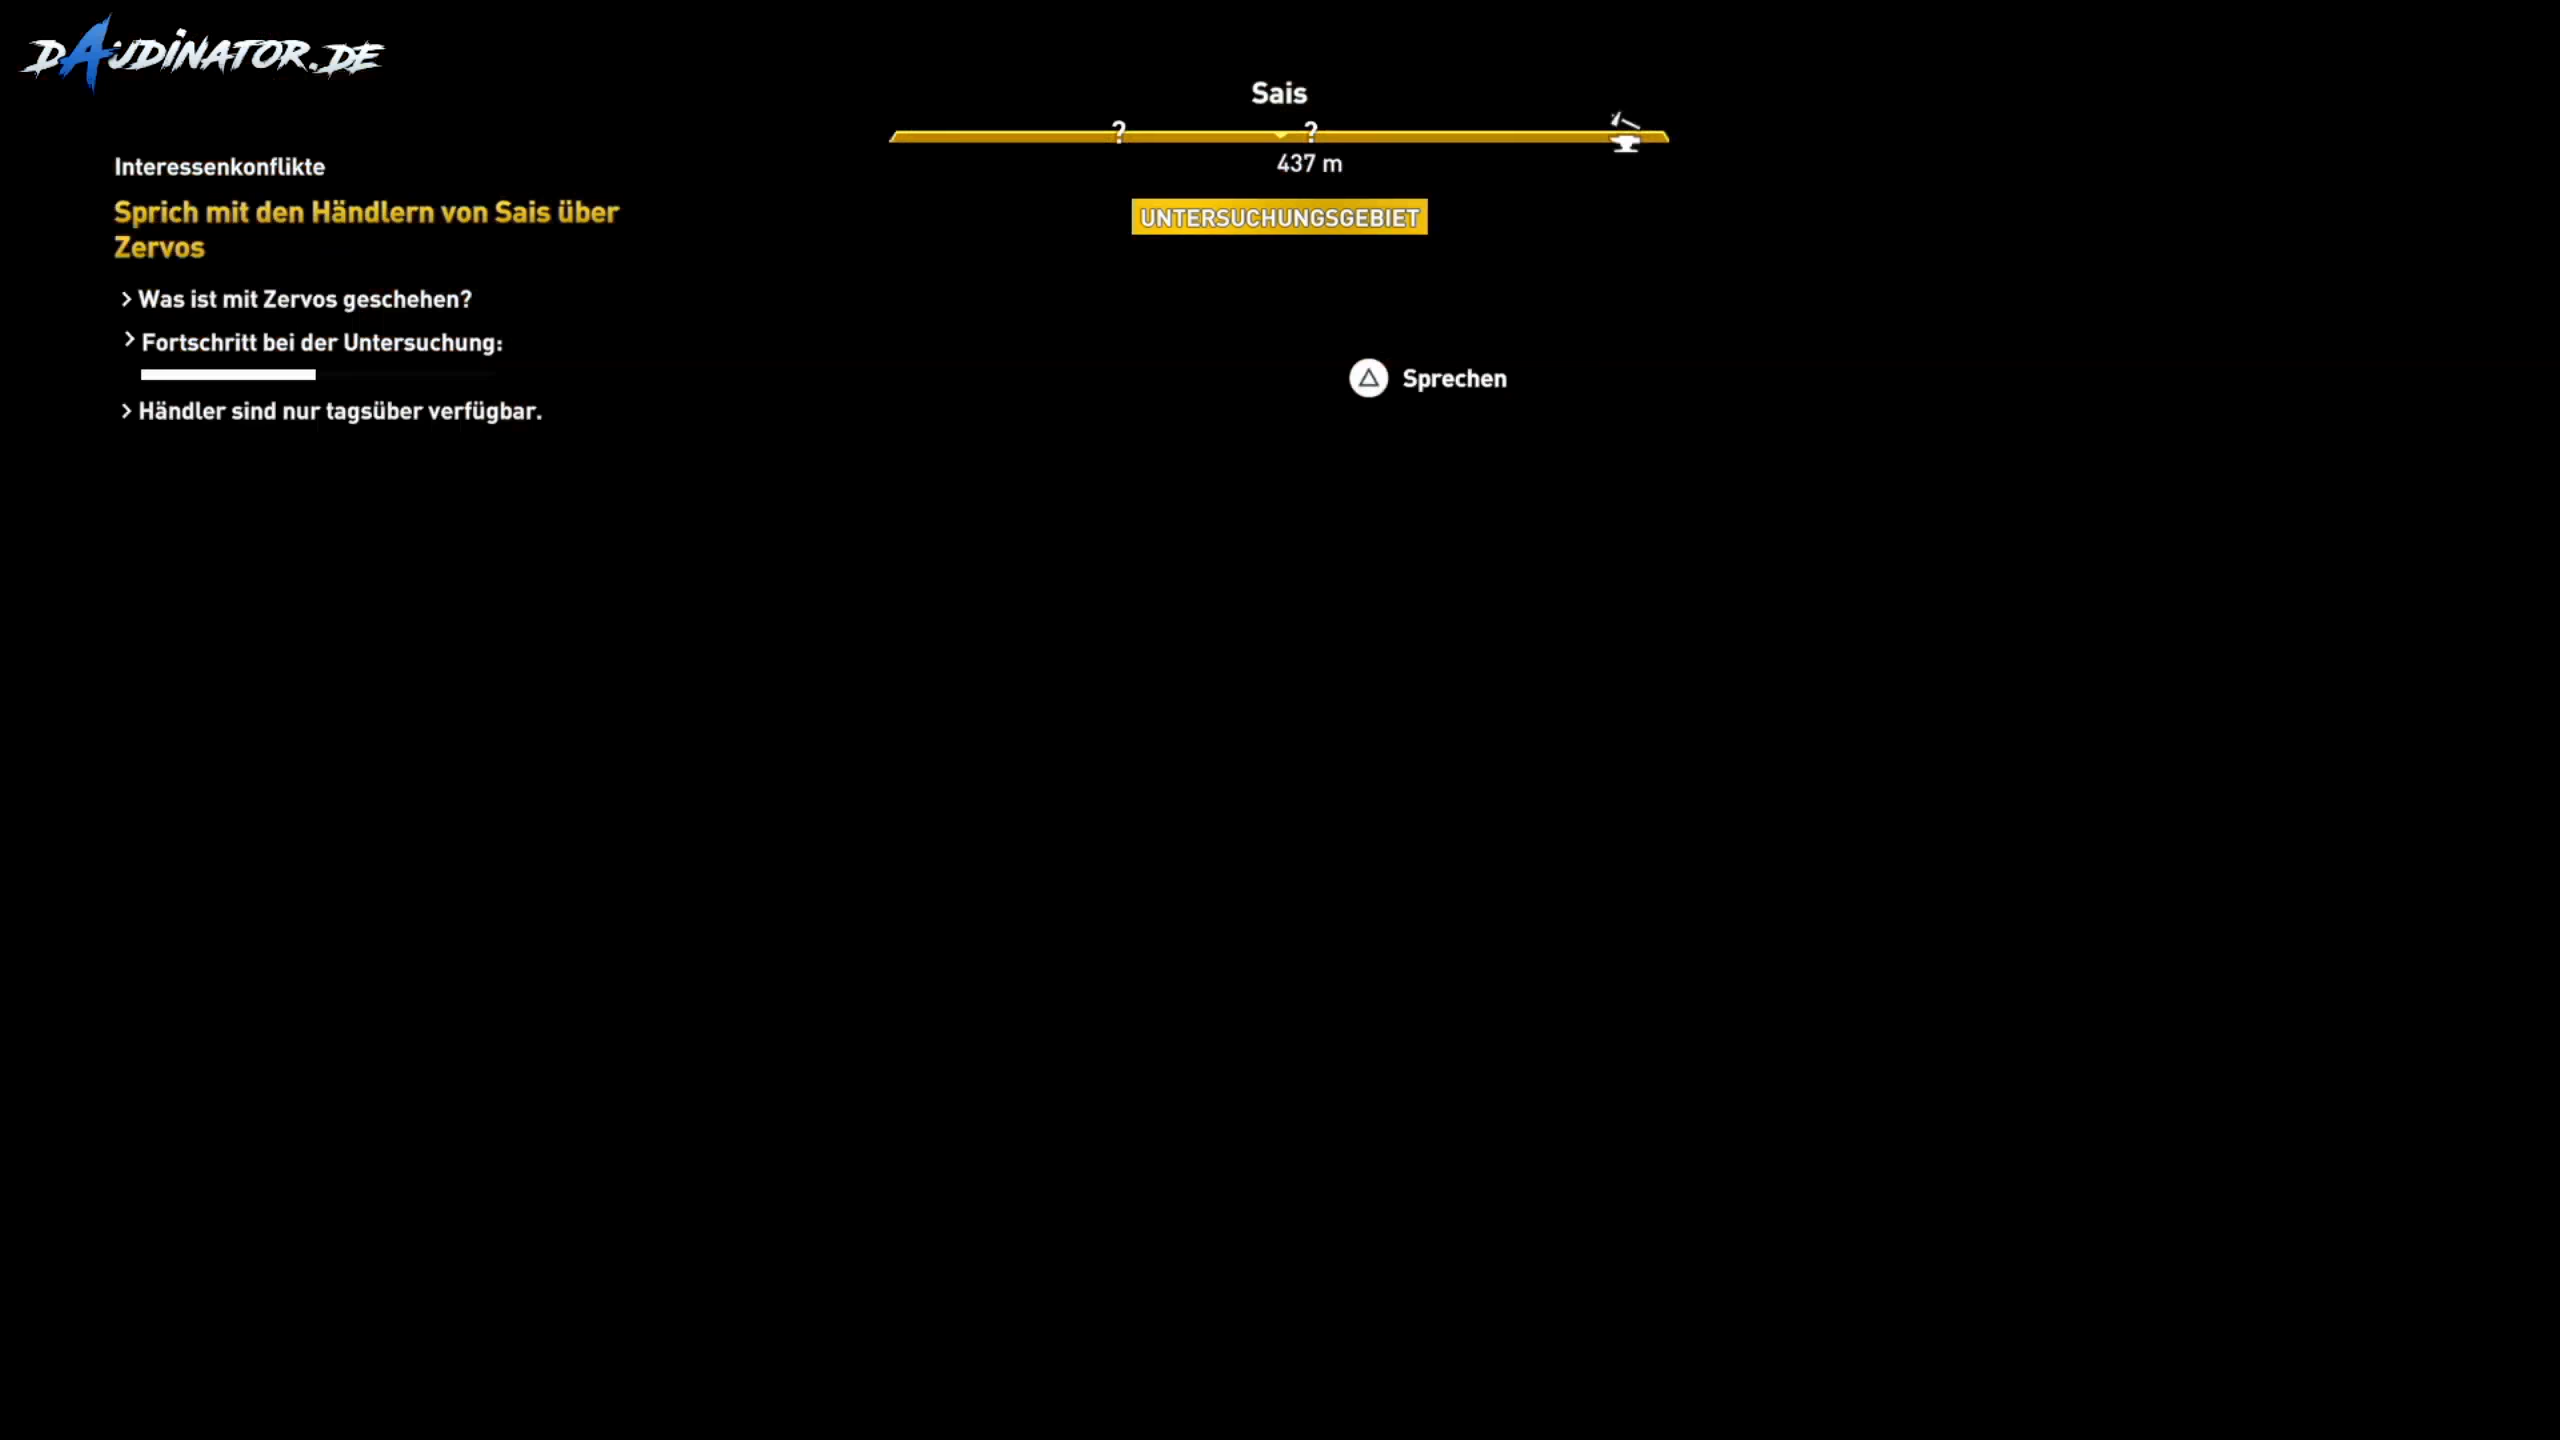 DAUDINATOR.DE
Sais
? ?
437 m
UNTERSUCHUNGSGEBIET
Interessenkonflikte
Sprich mit den Händlern von Sais über
Zervos
> Was ist mit Zervos geschehen?
> Fortschritt bei der Untersuchung:
> Händler sind nur tagsüber verfügbar.
Sprechen